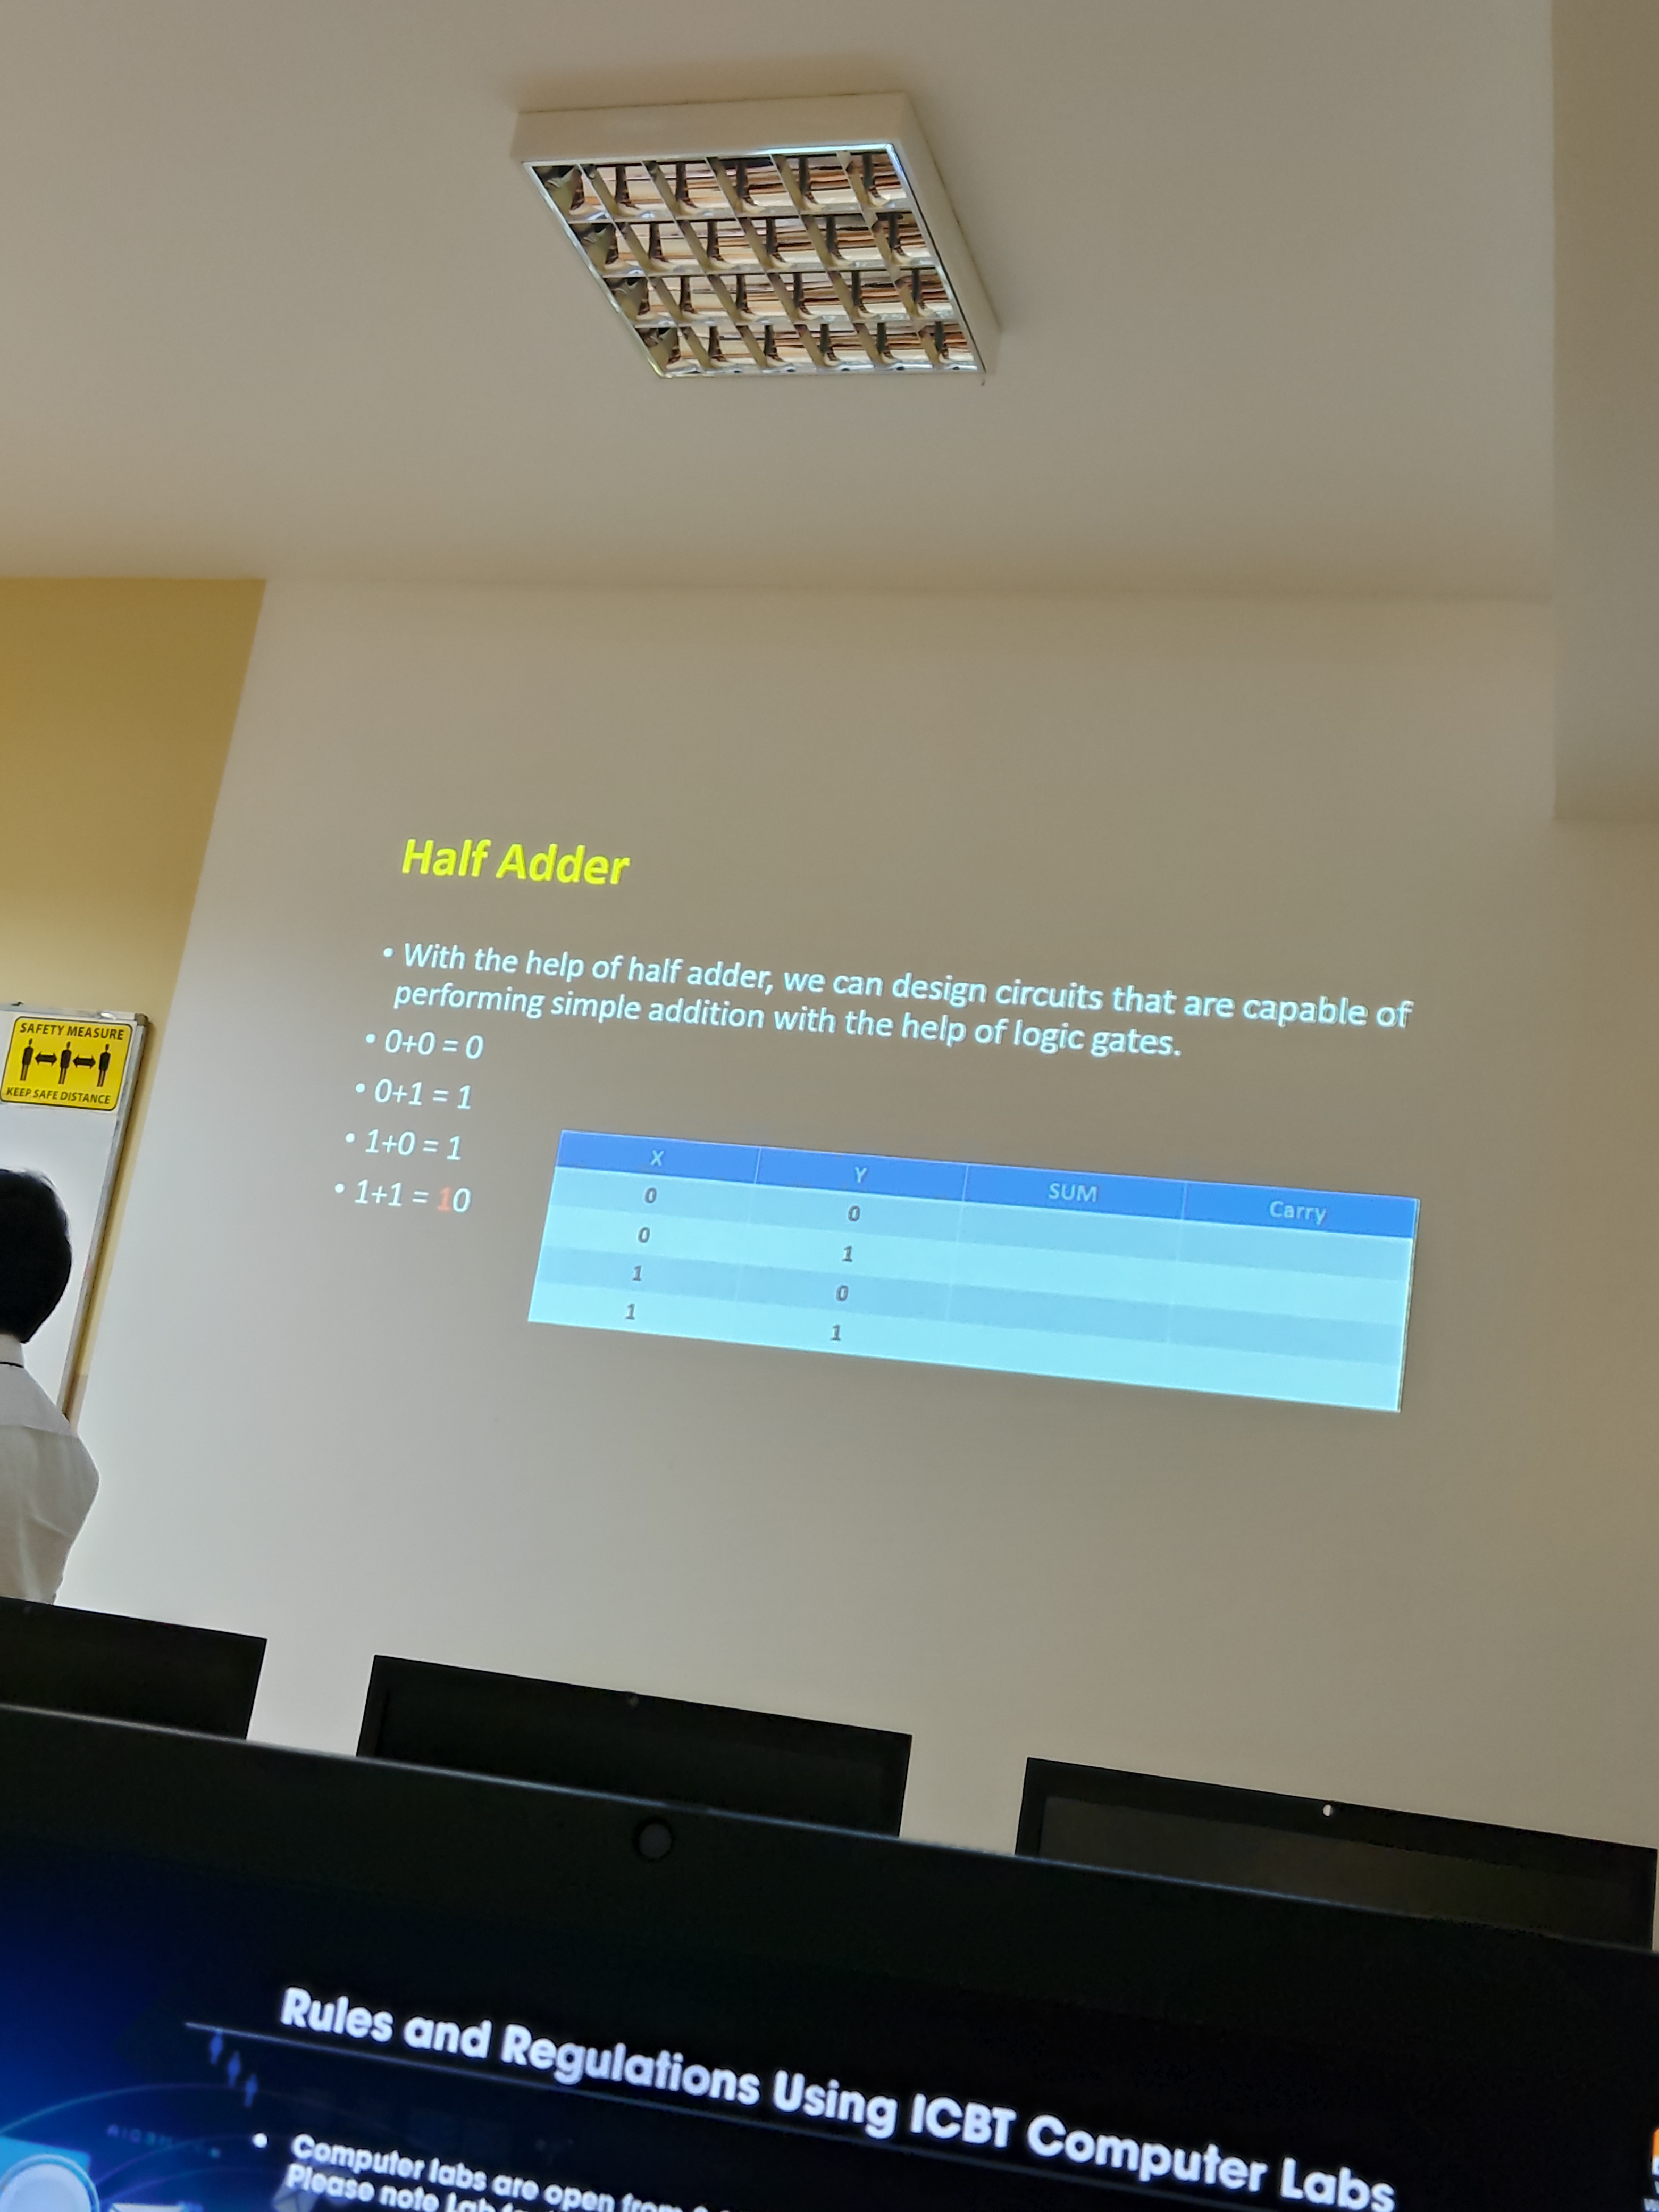 Half Adder
• With the help of half adder, we can design circuits that are capable of
performing simple addition with the help of logic gates.
• 0+0 = 0
• 0+1 = 1
• 1+0 = 1
• 1+1 = 10
X Y SUM Carry
0 0
0 1
1 0
1 1
SAFETY MEASURE
KEEP SAFE DISTANCE
Rules and Regulations Using ICBT Computer Labs
• Computer labs are open from
Please note Lab